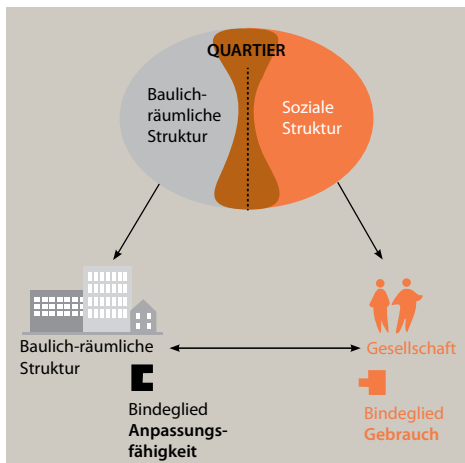 QUARTIER
Baulich-
räumliche
Struktur
Soziale
Struktur
Baulich-räumliche
Struktur
Gesellschaft
Bindeglied
Anpassungs-
fähigkeit
Bindeglied
Gebrauch